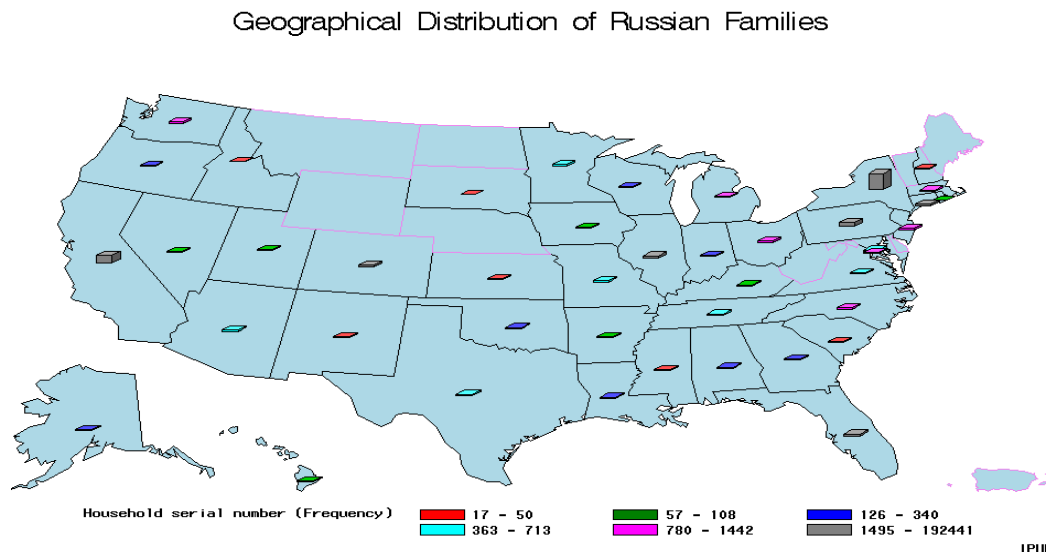 Geographical Distribution of Russian Families
Household serial number (Frequency) 17 - 50 57 - 108 126 - 340
363 - 713 780 - 1442 1495 - 192441